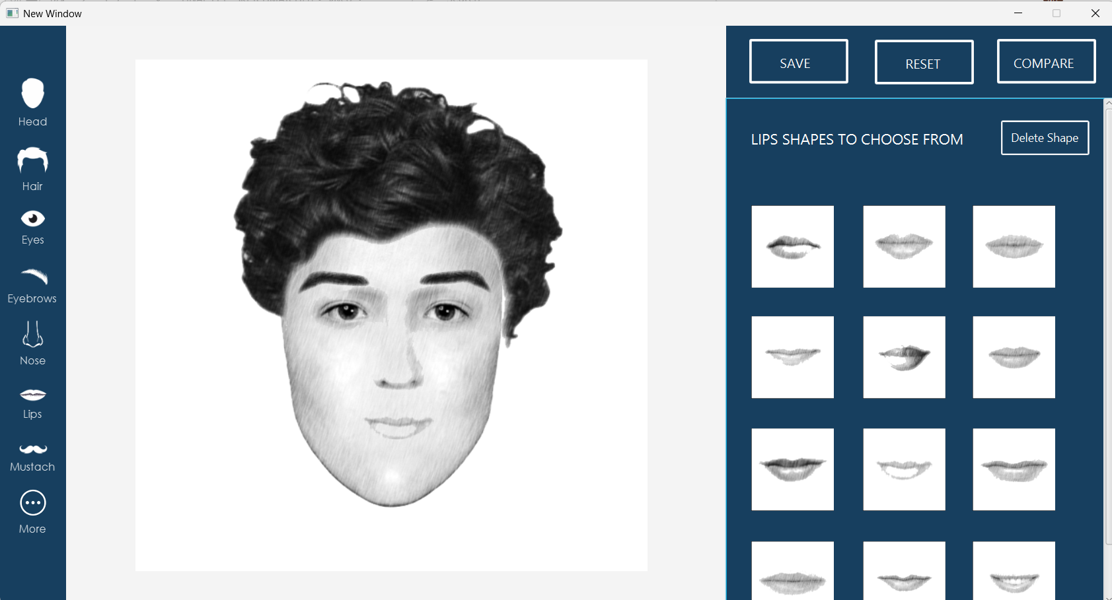 New Window
Head
Hair
Eyes
Eyebrows
Nose
Lips
Mustach
More
SAVE
RESET
COMPARE
LIPS SHAPES TO CHOOSE FROM
Delete Shape